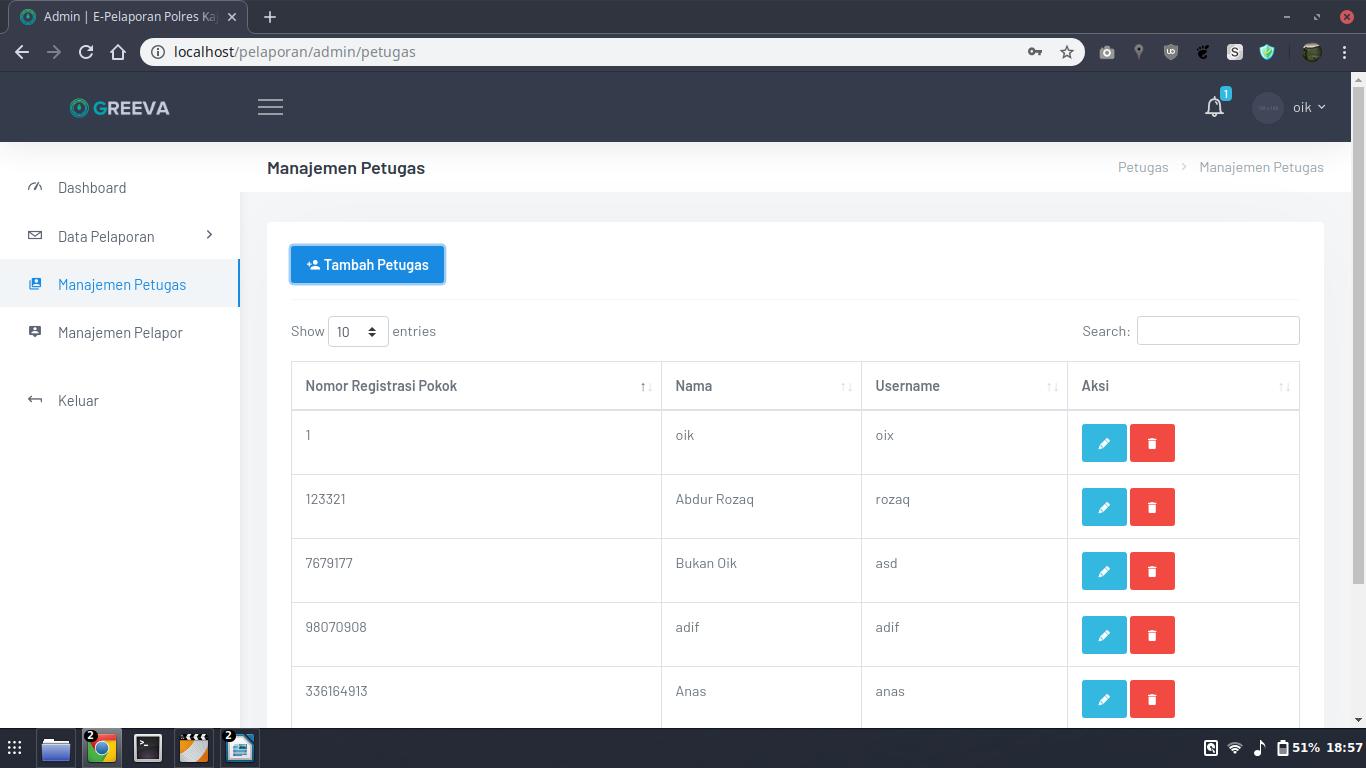 Admin | E-Pelaporan Polres Ka
localhost/pelaporan/admin/petugas
GREEVA
1
oik
Manajemen Petugas
Petugas > Manajemen Petugas
Dashboard
Data Pelaporan
Manajemen Petugas
Manajemen Pelapor
Keluar
Tambah Petugas
Show 10 entries
Search:
Nomor Registrasi Pokok Nama Username Aksi
1 oik oix
123321 Abdur Rozaq rozaq
7679177 Bukan Oik asd
98070908 adif adif
336164913 Anas anas
2 2 51% 18:57